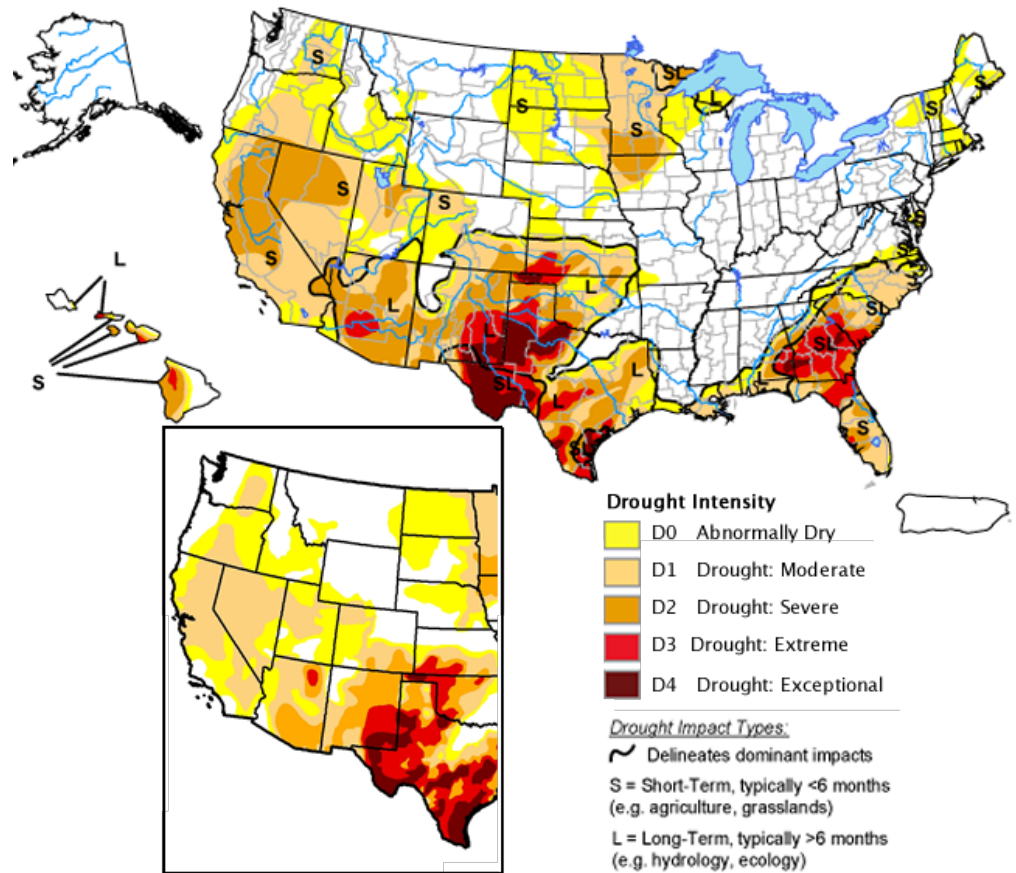 S
SL
S
L
S
S
S
S
S
S
S
S
L
L
L
SL
L
SL
L
S
L
SL
L
S
SL
Drought Intensity
D0 Abnormally Dry
D1 Drought: Moderate
D2 Drought: Severe
D3 Drought: Extreme
D4 Drought: Exceptional
Drought Impact Types:
Delineates dominant impacts
S = Short-Term, typically <6 months
(e.g. agriculture, grasslands)
L = Long-Term, typically >6 months
(e.g. hydrology, ecology)